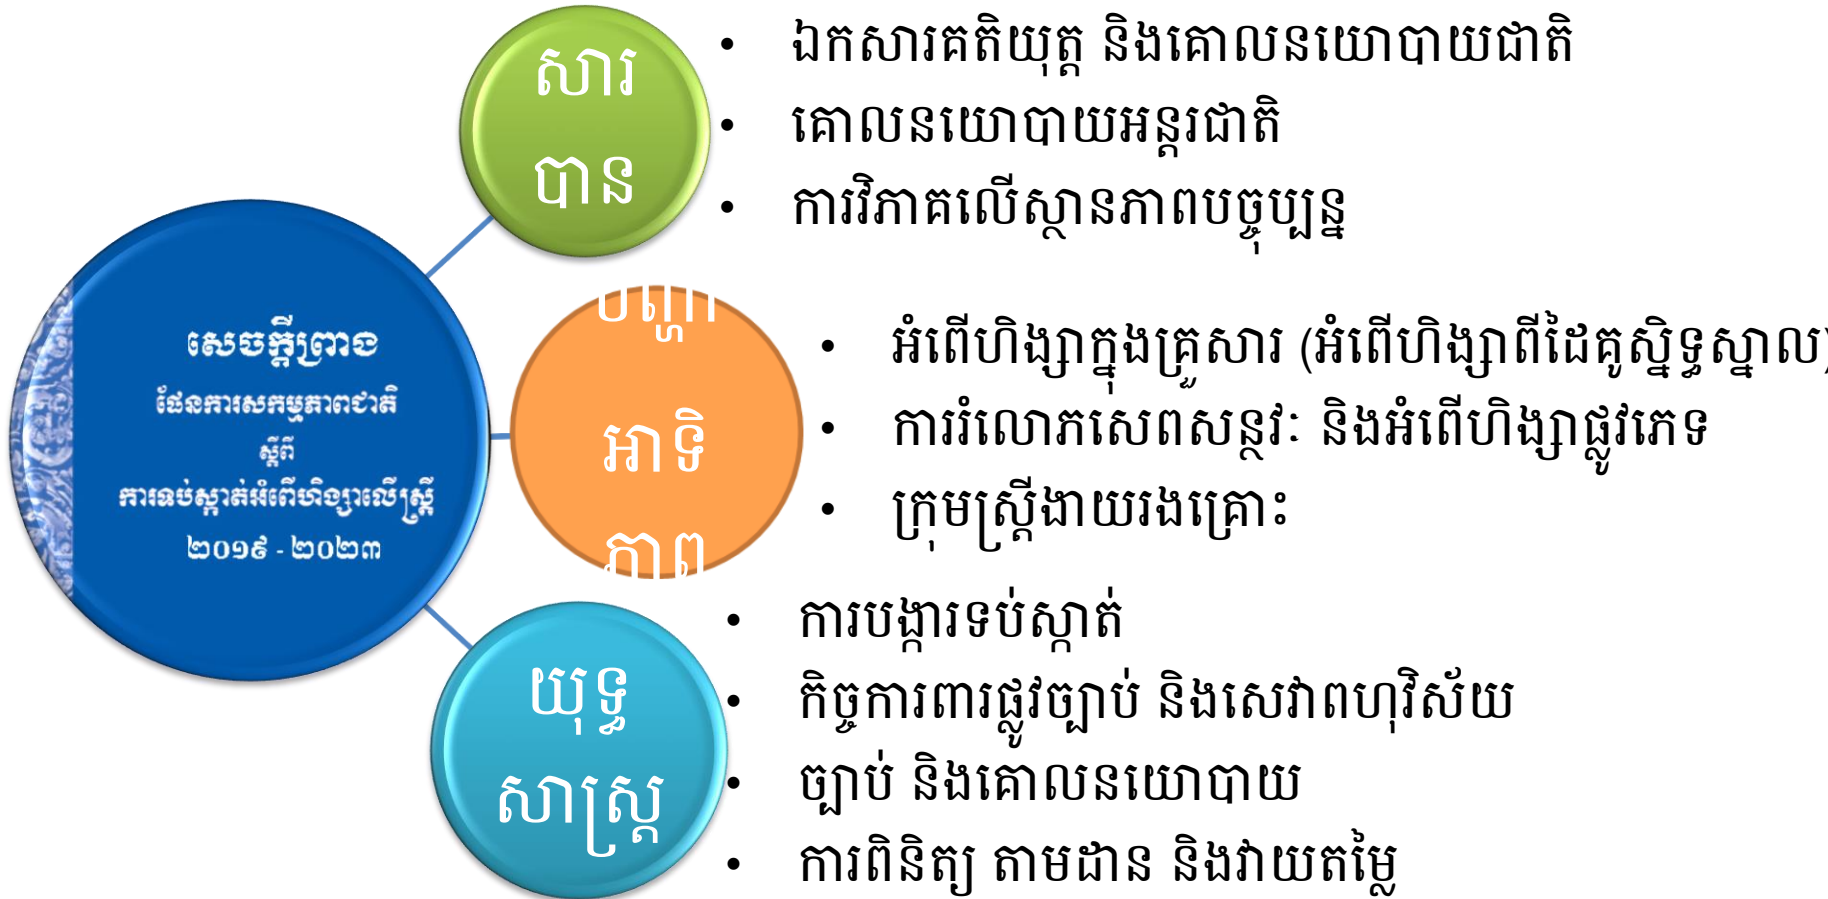 សេចក្តីព្រាង
ផែនការសកម្មភាពជាតិ
ស្តីពី
ការទប់ស្កាត់អំពើហិង្សាលើស្ត្រី
២០១៩ - ២០២៣
សារ
បាន
• ឯកសារគតិយុត្ត និងគោលនយោបាយជាតិ
• គោលនយោបាយអន្តរជាតិ
• ការវិភាគលើស្ថានភាពបច្ចុប្បន្ន
បញ្ហា
អាទិ
ភាព
• អំពើហិង្សាក្នុងគ្រួសារ (អំពើហិង្សាពីដៃគូស្និទ្ធស្នាល)
• ការរំលោភសេពសន្ថវៈ និងអំពើហិង្សាផ្លូវភេទ
• ក្រុមស្ត្រីងាយរងគ្រោះ
យុទ្ធ
សាស្ត្រ
• ការបង្ការទប់ស្កាត់
• កិច្ចការពារផ្លូវច្បាប់ និងសេវាពហុវិស័យ
• ច្បាប់ និងគោលនយោបាយ
• ការពិនិត្យ តាមដាន និងវាយតម្លៃ